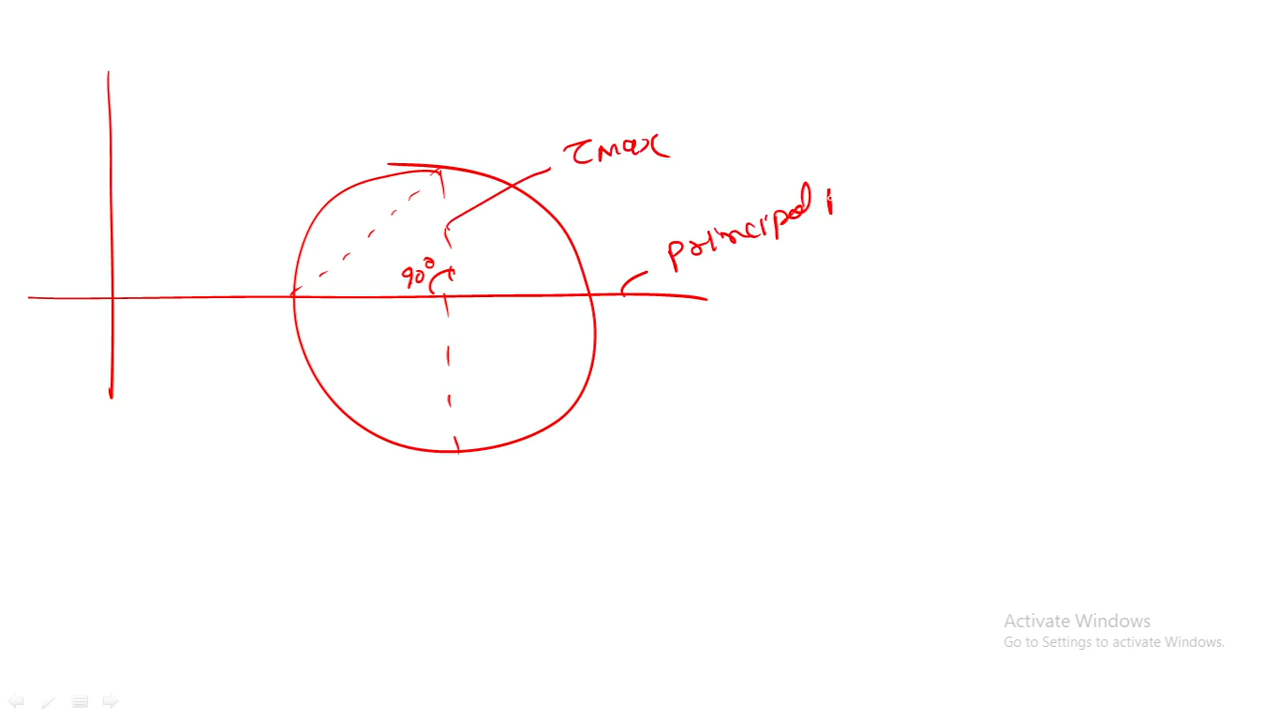 τmax
Principal
90°
Activate Windows
Go to Settings to activate Windows.